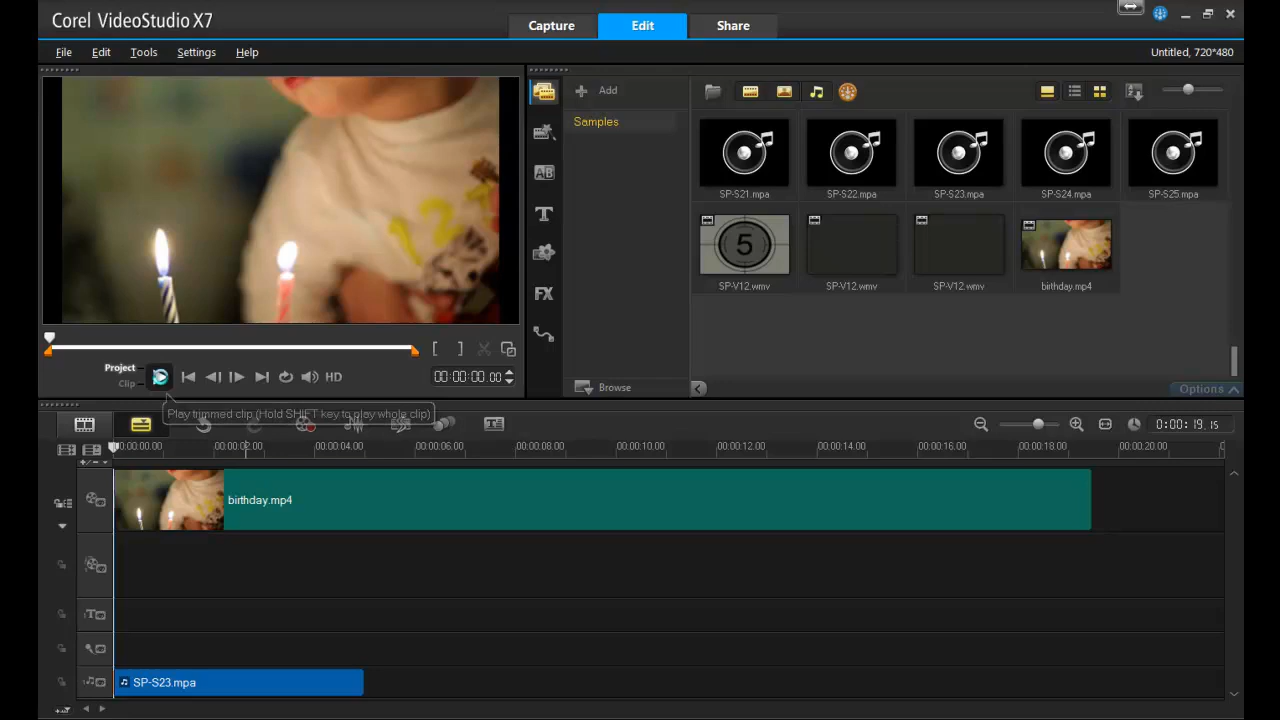 Corel VideoStudio X7
Capture
Edit
Share
File
Edit
Tools
Settings
Help
Untitled, 720*480
121
Add
Samples
SP-S21.mpa
SP-S22.mpa
SP-S23.mpa
SP-S24.mpa
SP-S25.mpa
AB
T
5
SP-V12.wmv
SP-V12.wmv
SP-V12.wmv
birthday.mp4
FX
Project
Clip
HD
00:00:00.00
Browse
Options
Play trimmed clip (Hold SHIFT key to play whole clip)
0:00:19.15
00:00:00.00
00:00:02.00
00:00:04.00
00:00:06.00
00:00:08.00
00:00:10.00
00:00:12.00
00:00:14.00
00:00:16.00
00:00:18.00
00:00:20.00
birthday.mp4
SP-S23.mpa